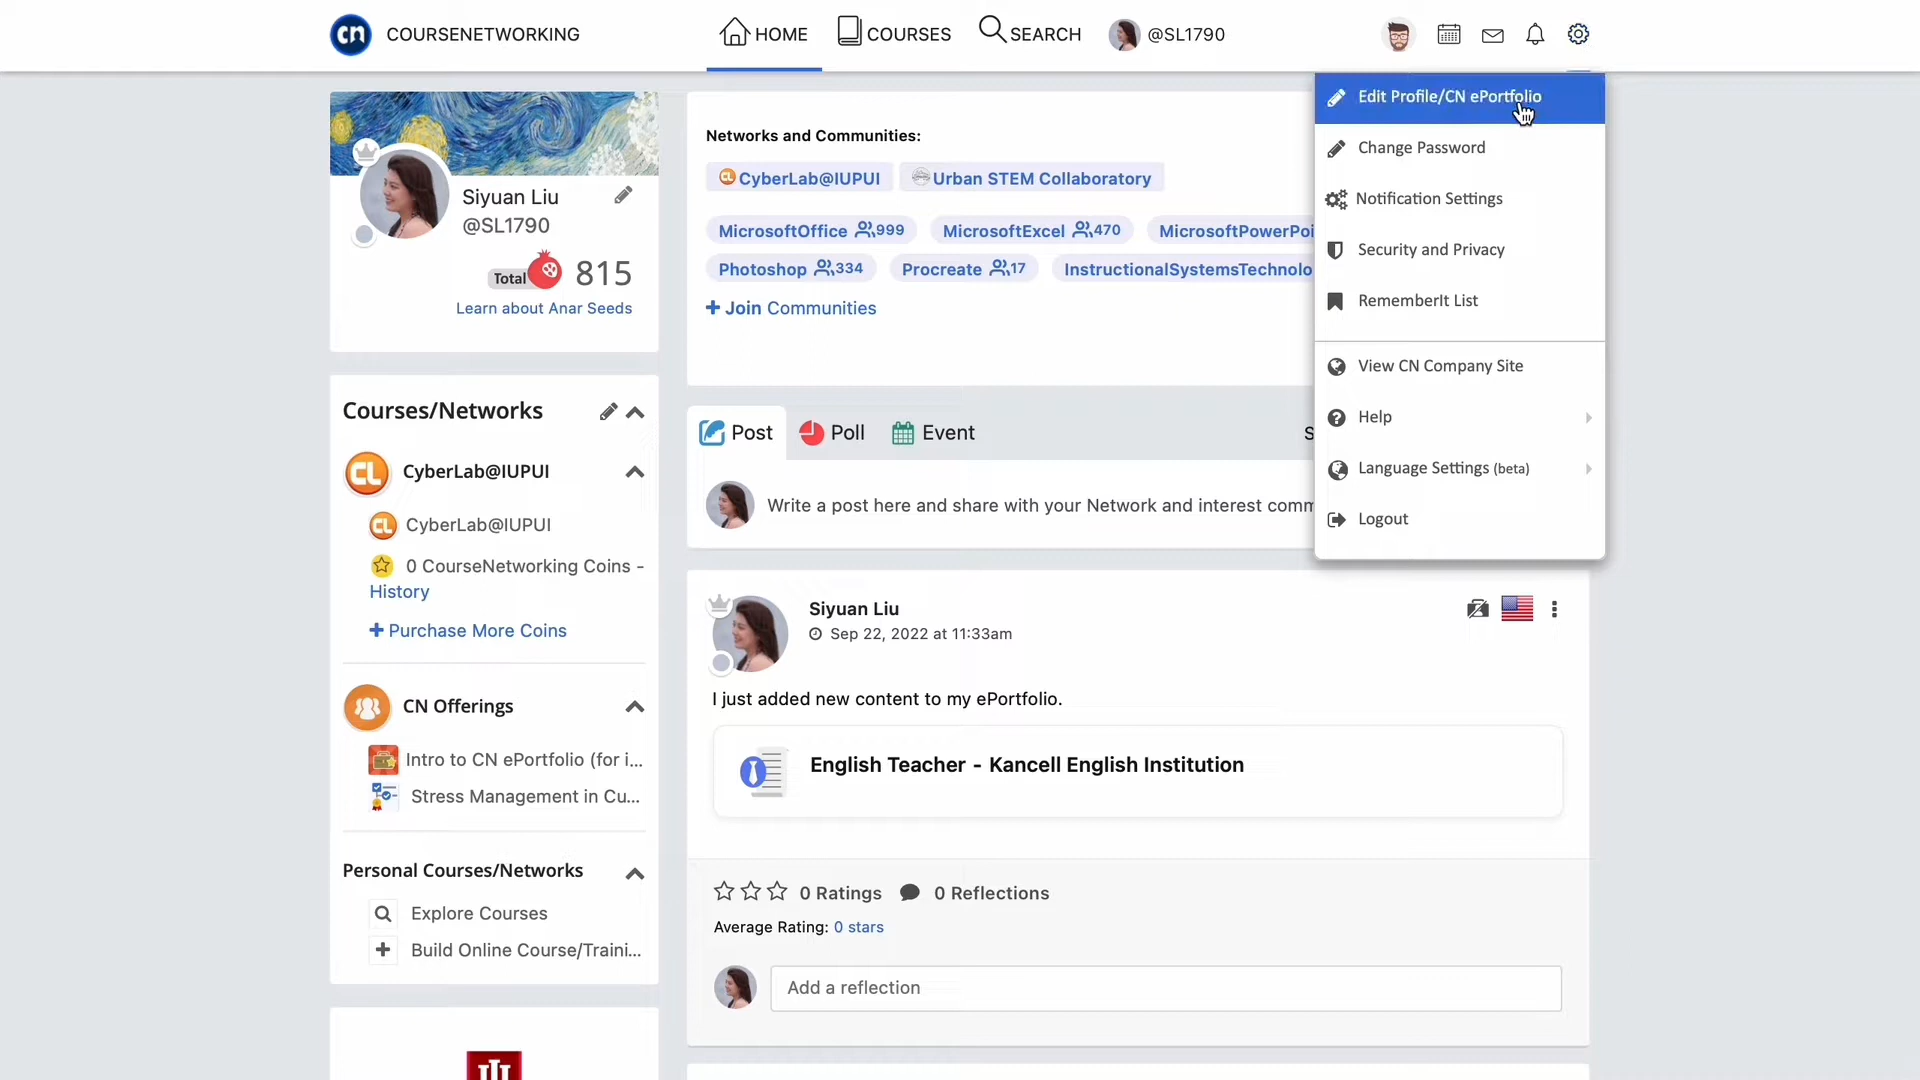 cn COURSENETWORKING HOME COURSES SEARCH @SL1790
Edit Profile/CN ePortfolio
Change Password
Notification Settings
Security and Privacy
RememberIt List
View CN Company Site
Help
Language Settings (beta)
Logout
Siyuan Liu
@SL1790
Total 815
Learn about Anar Seeds
Courses/Networks
CL CyberLab@IUPUI
CL CyberLab@IUPUI
0 CourseNetworking Coins -
History
+ Purchase More Coins
CN Offerings
Intro to CN ePortfolio (for i...
Stress Management in Cu...
Personal Courses/Networks
Explore Courses
+ Build Online Course/Traini...
Networks and Communities:
CL CyberLab@IUPUI Urban STEM Collaboratory
MicrosoftOffice 999 MicrosoftExcel 470 MicrosoftPowerPoi
Photoshop 334 Procreate 17 InstructionalSystemsTechnolo
+ Join Communities
Post Poll Event S
Write a post here and share with your Network and interest comm
Siyuan Liu
Sep 22, 2022 at 11:33am
I just added new content to my ePortfolio.
English Teacher - Kancell English Institution
0 Ratings 0 Reflections
Average Rating: 0 stars
Add a reflection